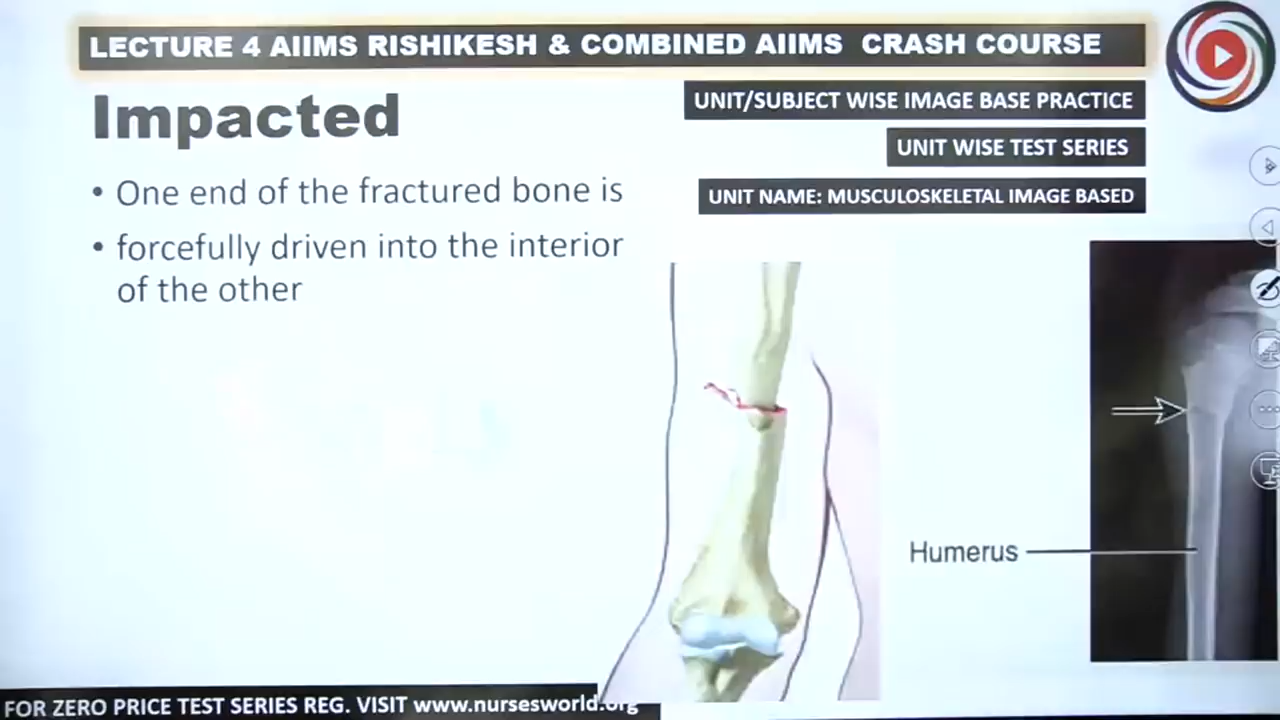 LECTURE 4 AIIMS RISHIKESH & COMBINED AIIMS CRASH COURSE
Impacted
UNIT/SUBJECT WISE IMAGE BASE PRACTICE
UNIT WISE TEST SERIES
UNIT NAME: MUSCULOSKELETAL IMAGE BASED
• One end of the fractured bone is
• forcefully driven into the interior
of the other
Humerus
FOR ZERO PRICE TEST SERIES REG. VISIT www.nursesworld.org